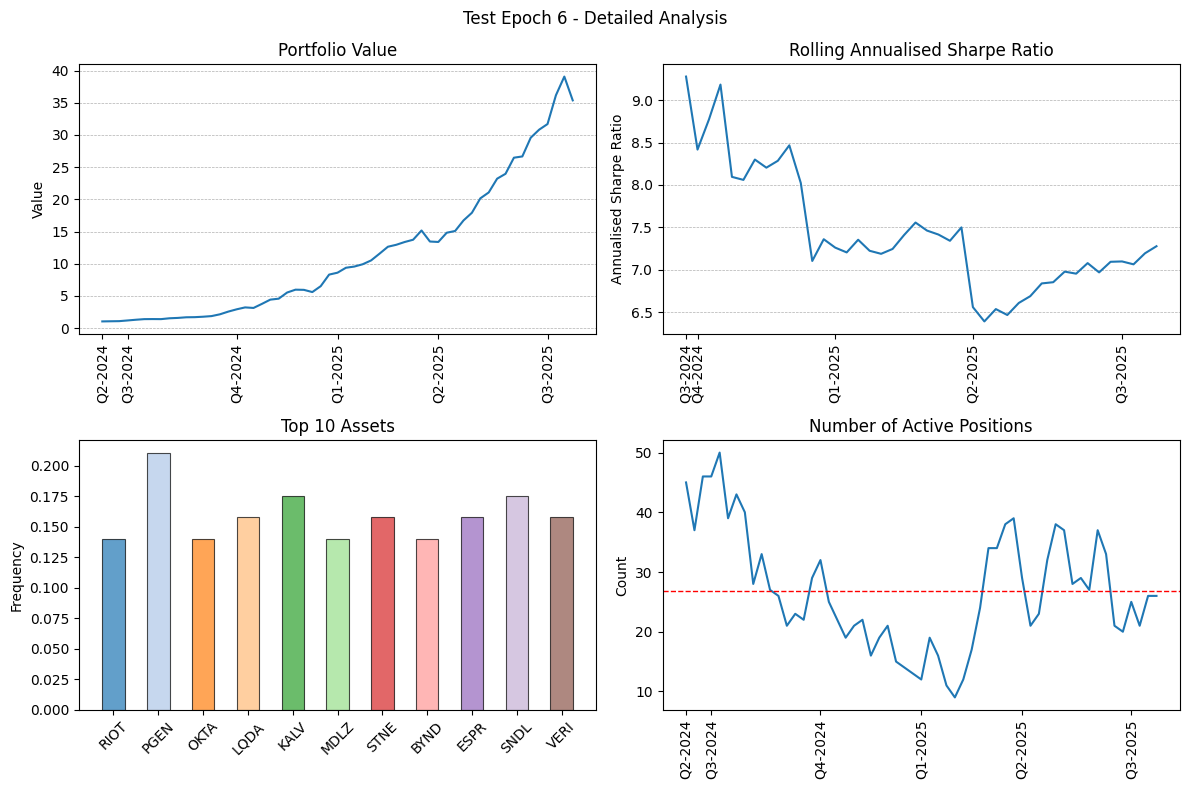 Test Epoch 6 - Detailed Analysis
Portfolio Value
Value
40
35
30
25
20
15
10
5
0
Q2-2024
Q3-2024
Q4-2024
Q1-2025
Q2-2025
Q3-2025
Rolling Annualised Sharpe Ratio
Annualised Sharpe Ratio
9.0
8.5
8.0
7.5
7.0
6.5
Q3-2024
Q4-2024
Q1-2025
Q2-2025
Q3-2025
Top 10 Assets
Frequency
0.200
0.175
0.150
0.125
0.100
0.075
0.050
0.025
0.000
RIOT
PGEN
OKTA
LQDA
KALV
MDLZ
STNE
BYND
ESPR
SNDL
VERI
Number of Active Positions
Count
50
40
30
20
10
Q2-2024
Q3-2024
Q4-2024
Q1-2025
Q2-2025
Q3-2025